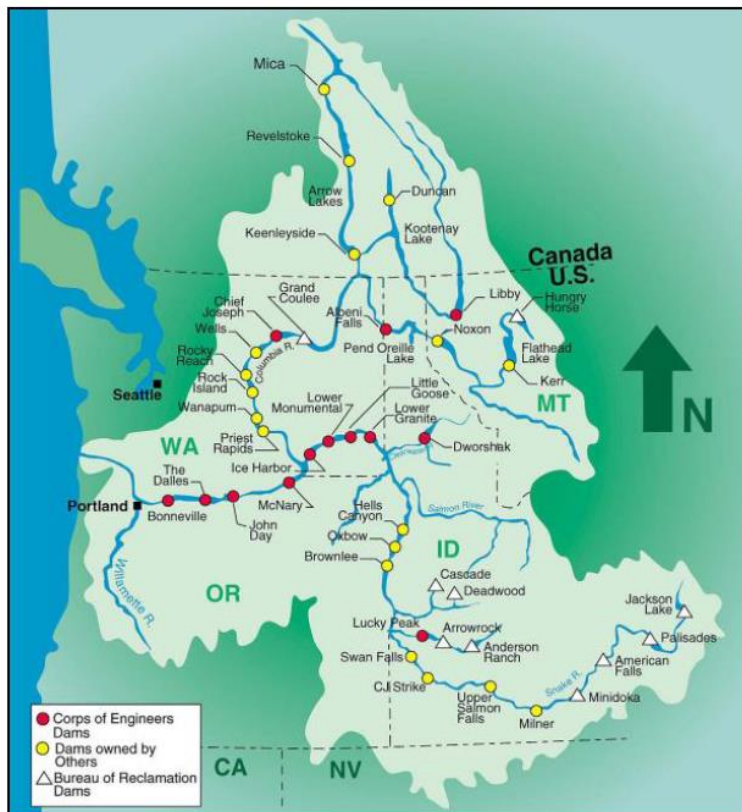 Mica
Revelstoke
Arrow
Lakes
Duncan
Kootenay
Lake
Keenleyside
Canada
U.S.
Grand
Coulee
Chief
Joseph
Albeni
Falls
Libby
Hungry
Horse
Wells
Noxon
Columbia R.
Pend Oreille
Lake
Flathead
Lake
Rocky
Reach
Seattle
Rock
Island
Kerr
Little
Goose
Wanapum
Lower
Monumental
Lower
Granite
MT
N
Priest
Rapids
WA
Dworshak
Clearwater
Ice Harbor
The
Dalles
Portland
Bonneville
McNary
John
Day
Hells
Canyon
Salmon River
Oxbow
Brownlee
ID
Willamette R.
OR
Cascade
Deadwood
Jackson
Lake
Lucky Peak
Arrowrock
Palisades
Anderson
Ranch
Swan Falls
American
Falls
Snake R.
CJ Strike
Upper
Salmon
Falls
Minidoka
Milner
Corps of Engineers
Dams
Dams owned by
Others
Bureau of Reclamation
Dams
CA
NV